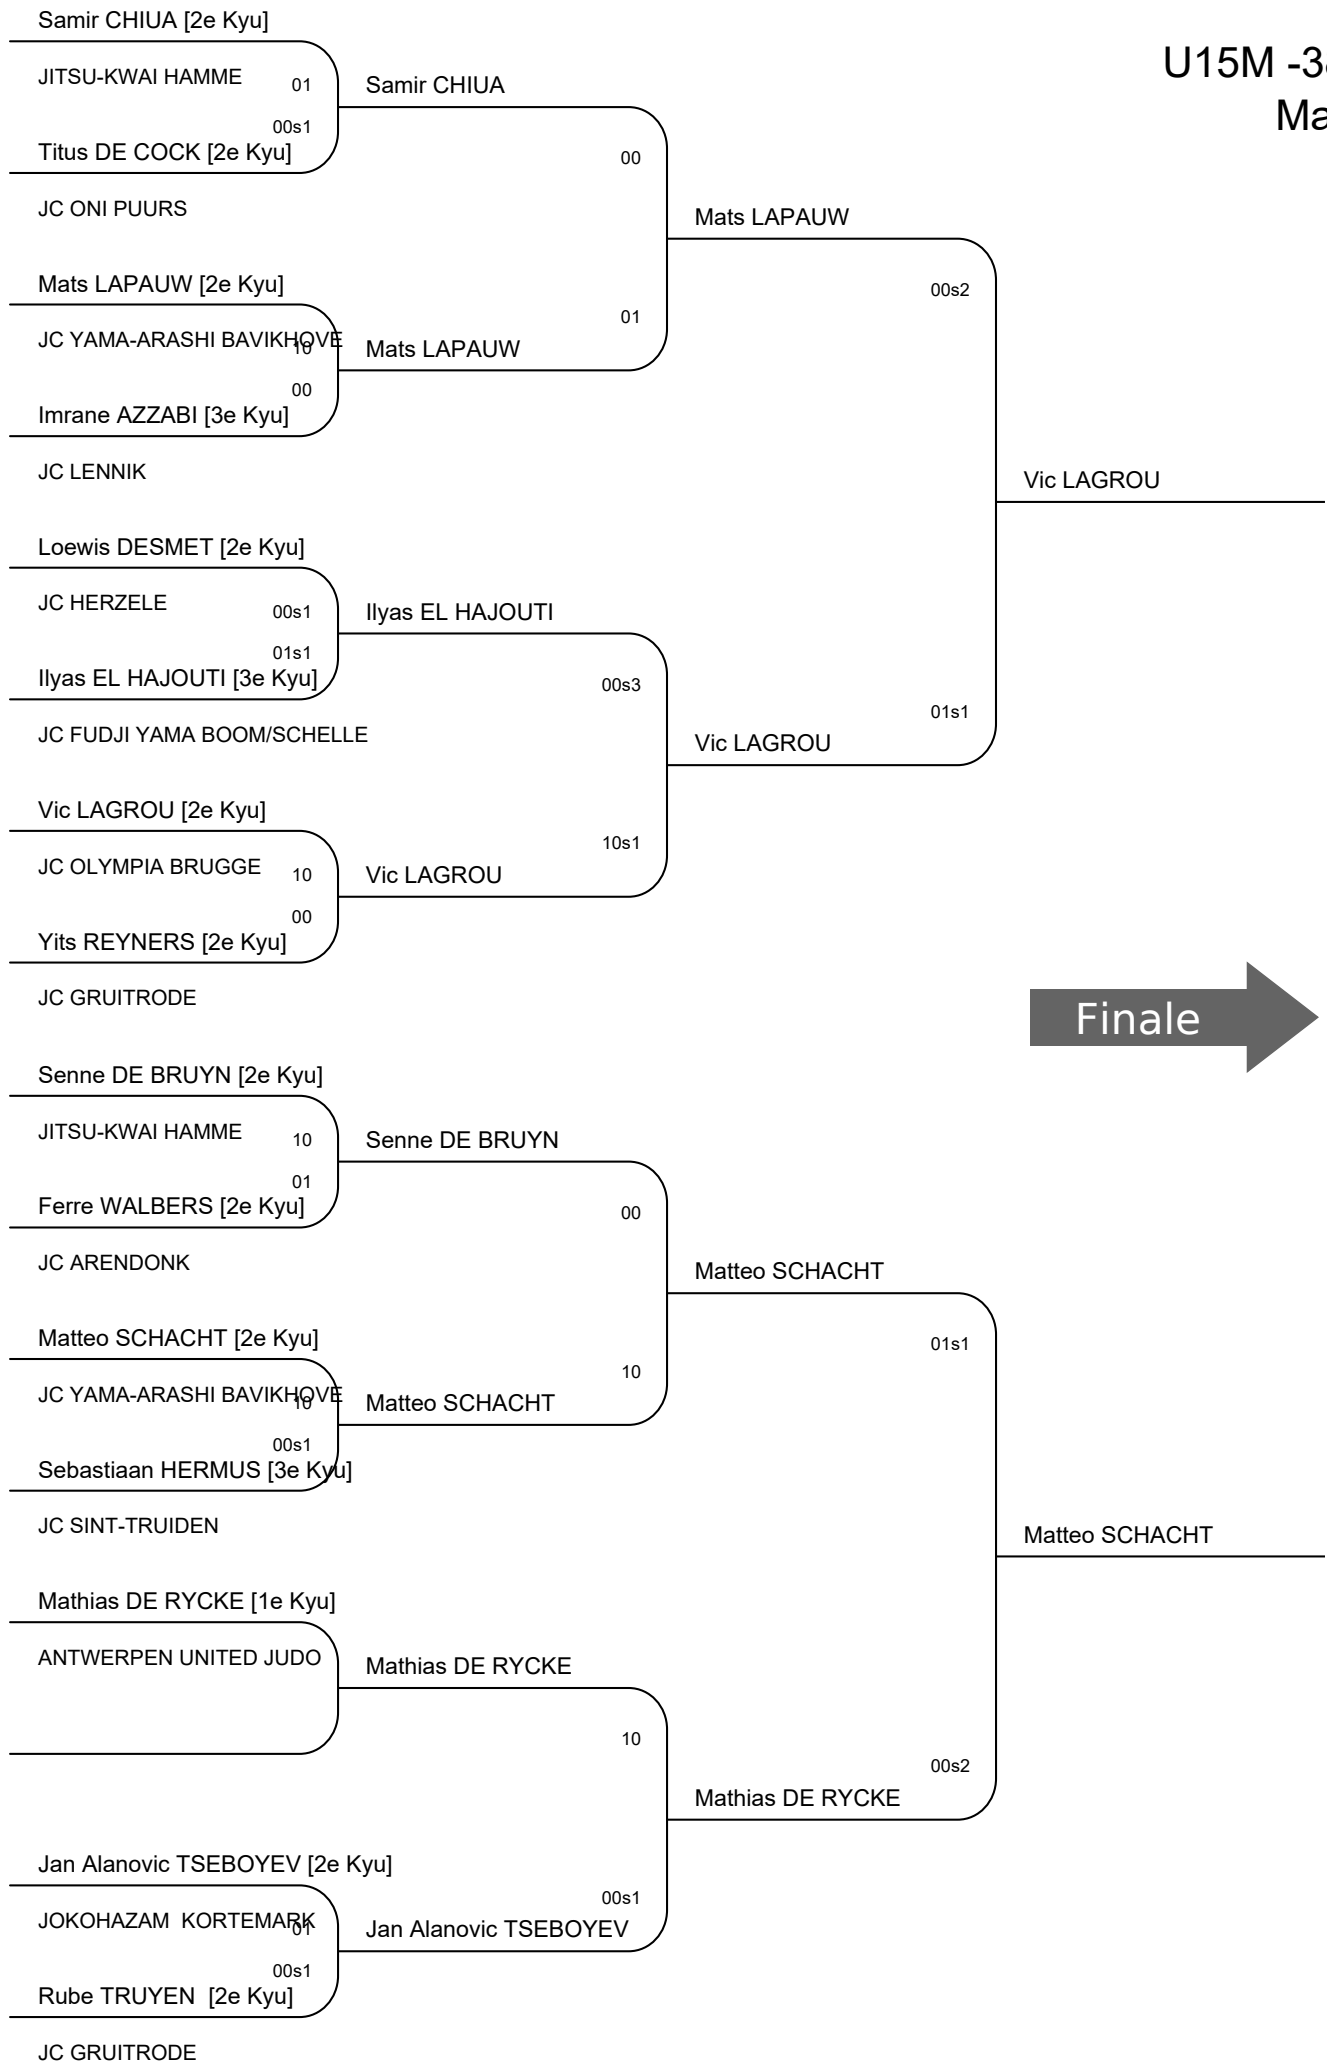 Samir CHIUA [2e Kyu]
JITSU-KWAI HAMME
01
Samir CHIUA
00s1
Titus DE COCK [2e Kyu]
JC ONI PUURS
00
Mats LAPAUW
Mats LAPAUW [2e Kyu]
JC YAMA-ARASHI BAVIKHOVE
10
Mats LAPAUW
01
00
Imrane AZZABI [3e Kyu]
JC LENNIK
00s2
Vic LAGROU
Loewis DESMET [2e Kyu]
JC HERZELE
00s1
Ilyas EL HAJOUTI
01s1
Ilyas EL HAJOUTI [3e Kyu]
JC FUDJI YAMA BOOM/SCHELLE
00s3
Vic LAGROU
01s1
Vic LAGROU [2e Kyu]
JC OLYMPIA BRUGGE
10
Vic LAGROU
10s1
00
Yits REYNERS [2e Kyu]
JC GRUITRODE
Finale
Senne DE BRUYN [2e Kyu]
JITSU-KWAI HAMME
10
Senne DE BRUYN
01
Ferre WALBERS [2e Kyu]
JC ARENDONK
00
Matteo SCHACHT
Matteo SCHACHT [2e Kyu]
JC YAMA-ARASHI BAVIKHOVE
10
Matteo SCHACHT
10
00s1
Sebastiaan HERMUS [3e Kyu]
JC SINT-TRUIDEN
01s1
Matteo SCHACHT
Mathias DE RYCKE [1e Kyu]
ANTWERPEN UNITED JUDO
Mathias DE RYCKE
10
Mathias DE RYCKE
00s2
Jan Alanovic TSEBOYEV [2e Kyu]
JOKOHAZAM  KORTEMARK
01
Jan Alanovic TSEBOYEV
00s1
00s1
Rube TRUYEN  [2e Kyu]
JC GRUITRODE
U15M